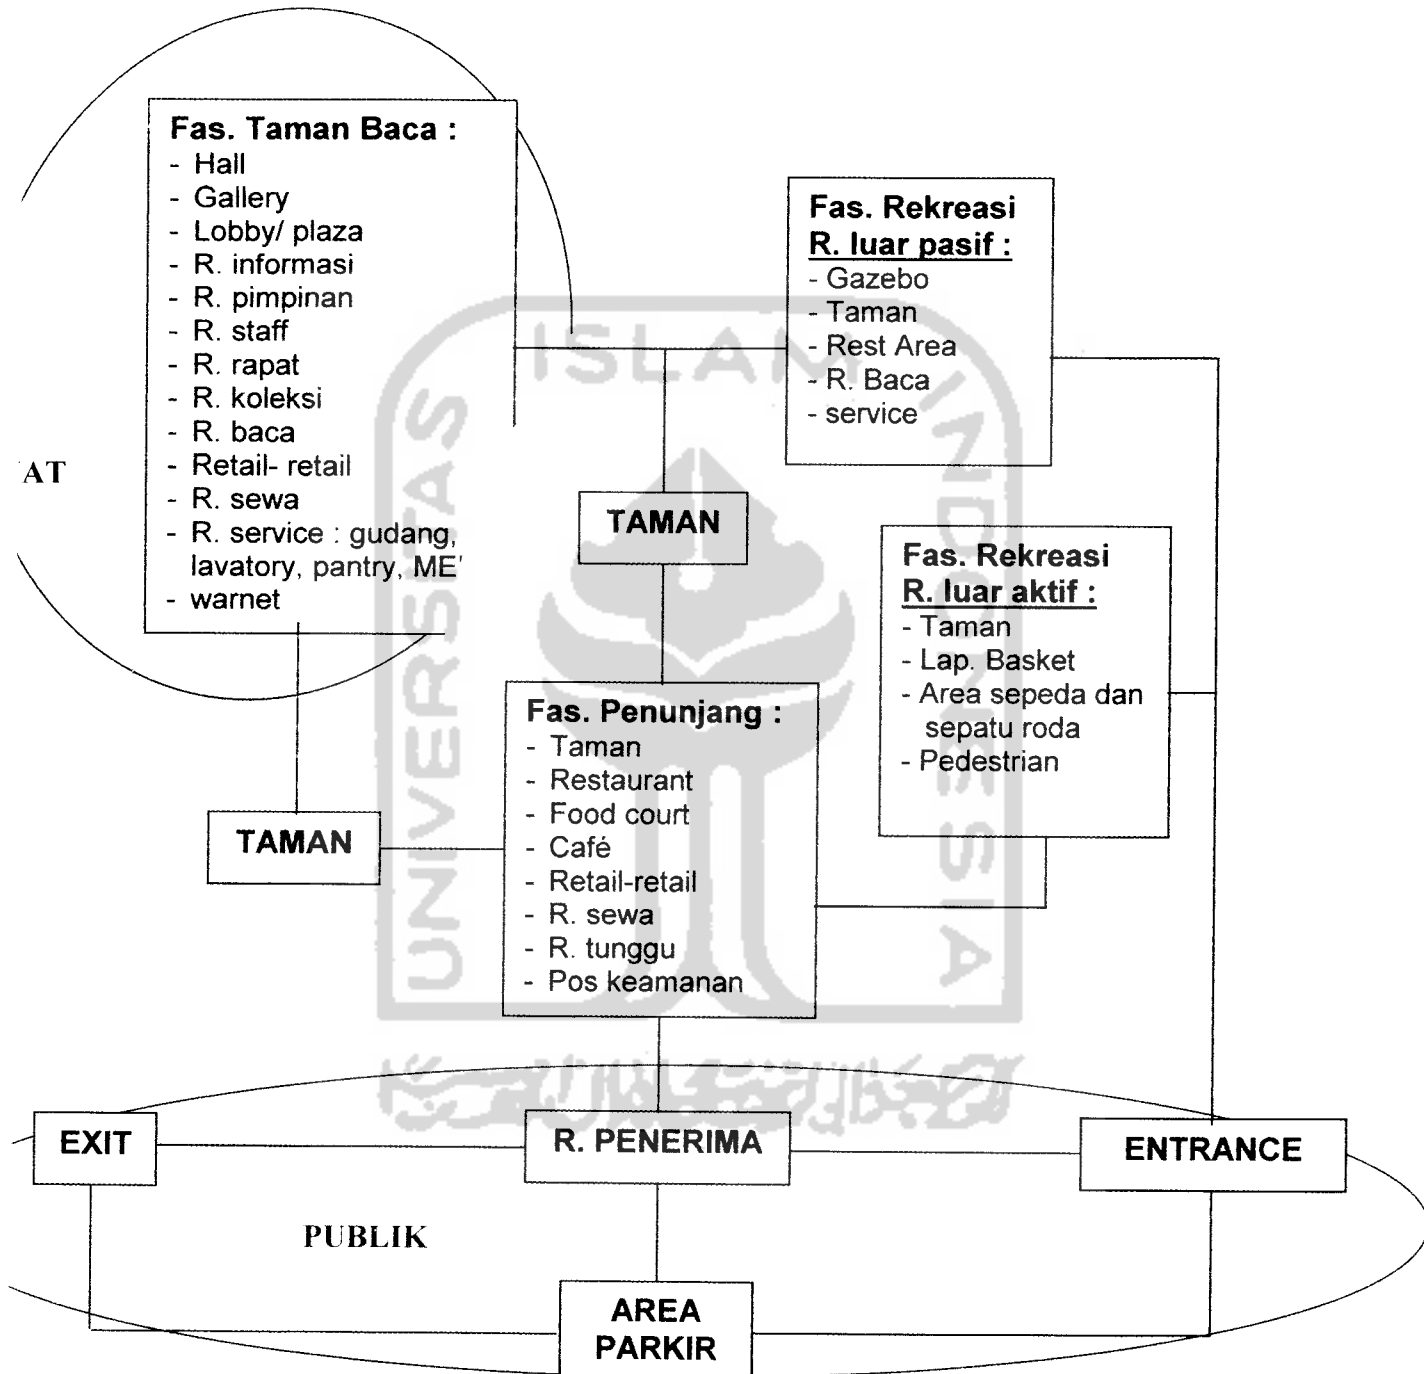 Fas. Taman Baca :
- Hall
- Gallery
- Lobby/ plaza
- R. informasi
- R. pimpinan
- R. staff
- R. rapat
- R. koleksi
- R. baca
- Retail- retail
- R. sewa
- R. service : gudang,
lavatory, pantry, ME
- warnet
AT
Fas. Rekreasi
R. luar pasif :
- Gazebo
- Taman
- Rest Area
- R. Baca
- service
TAMAN
Fas. Rekreasi
R. luar aktif :
- Taman
- Lap. Basket
- Area sepeda dan
sepatu roda
- Pedestrian
TAMAN
Fas. Penunjang :
- Taman
- Restaurant
- Food court
- Café
- Retail-retail
- R. sewa
- R. tunggu
- Pos keamanan
EXIT
R. PENERIMA
ENTRANCE
PUBLIK
AREA
PARKIR
UNIVERSITAS
ISLAM
INDONESIA